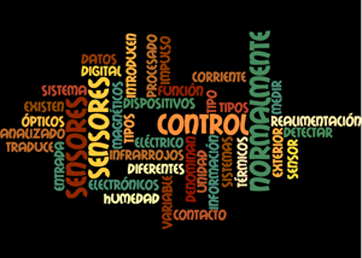 DATOS
DIGITAL
INTRODUCEN
PROCESADO
IMPULSO
CORRIENTE
NORMALMENTE
MEDIR
SISTEMA
FUNCIÓN
EXISTEN
SENSORES
SENSORES
MAGNÉTICOS
DISPOSITIVOS
TIPO
TIPOS
ÓPTICOS
TIPOS
CONTROL
REALIMENTACIÓN
ANALIZADO
ELÉCTRICO
DETECTAR
TRADUCE
INFRARROJOS
DENOMINAN
UNIDAD
INFORMACIÓN
SISTEMAS
TÉRMICOS
EXTERIOR
SENSOR
ENTRADA
DIFERENTES
ELECTRÓNICOS
HUMEDAD
VARIABLE
CONTACTO